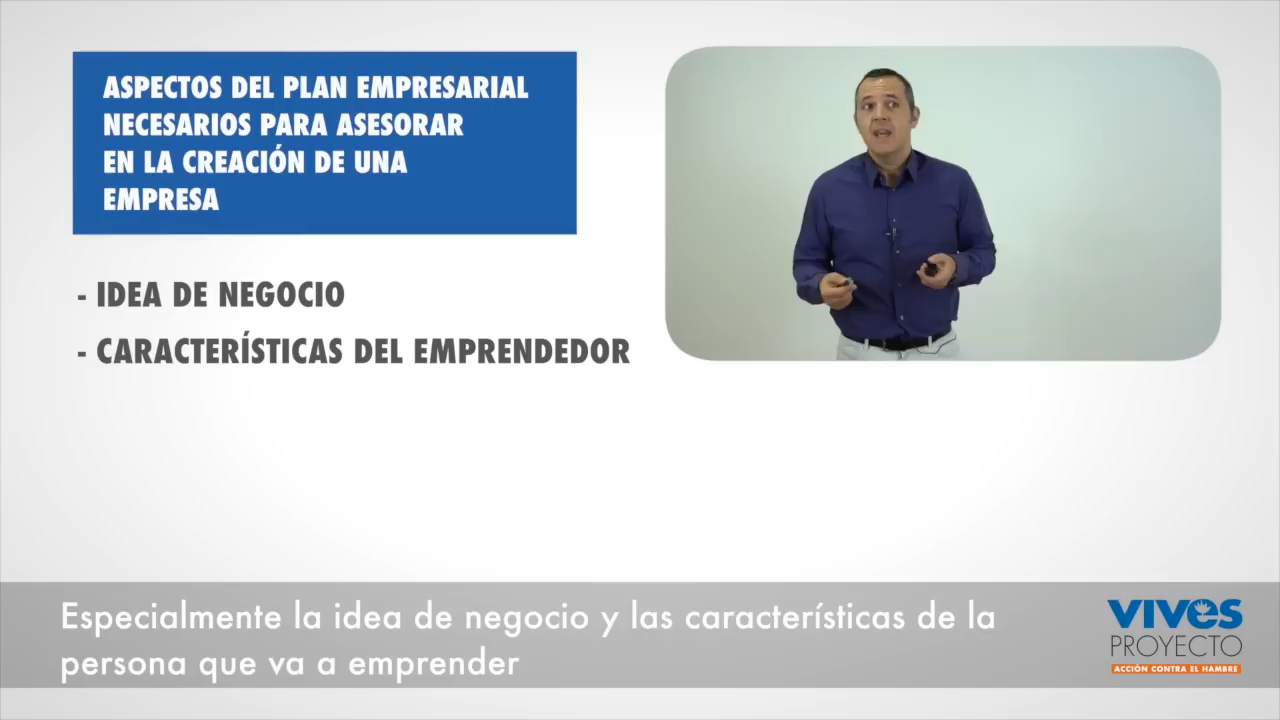 ASPECTOS DEL PLAN EMPRESARIAL
NECESARIOS PARA ASESORAR
EN LA CREACIÓN DE UNA
EMPRESA
- IDEA DE NEGOCIO
- CARACTERÍSTICAS DEL EMPRENDEDOR
Especialmente la idea de negocio y las características de la
persona que va a emprender
VIVES
PROYECTO
ACCIÓN CONTRA EL HAMBRE